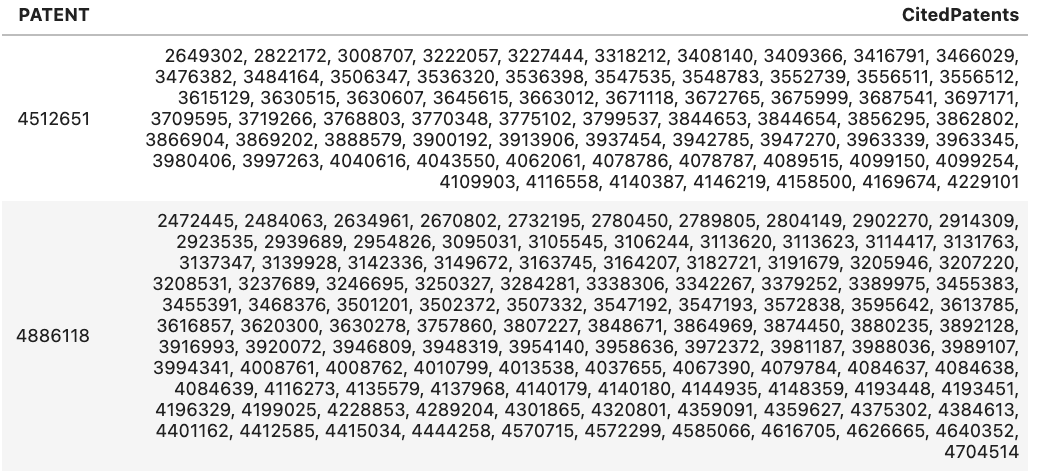 PATENT CitedPatents
2649302, 2822172, 3008707, 3222057, 3227444, 3318212, 3408140, 3409366, 3416791, 3466029,
3476382, 3484164, 3506347, 3536320, 3536398, 3547535, 3548783, 3552739, 3556511, 3556512,
3615129, 3630515, 3630607, 3645615, 3663012, 3671118, 3672765, 3675999, 3687541, 3697171,
4512651 3709595, 3719266, 3768803, 3770348, 3775102, 3799537, 3844653, 3844654, 3856295, 3862802,
3866904, 3869202, 3888579, 3900192, 3913906, 3937454, 3942785, 3947270, 3963339, 3963345,
3980406, 3997263, 4040616, 4043550, 4062061, 4078786, 4078787, 4089515, 4099150, 4099254,
4109903, 4116558, 4140387, 4146219, 4158500, 4169674, 4229101
2472445, 2484063, 2634961, 2670802, 2732195, 2780450, 2789805, 2804149, 2902270, 2914309,
2923535, 2939689, 2954826, 3095031, 3105545, 3106244, 3113620, 3113623, 3114417, 3131763,
3137347, 3139928, 3142336, 3149672, 3163745, 3164207, 3182721, 3191679, 3205946, 3207220,
3208531, 3237689, 3246695, 3250327, 3284281, 3338306, 3342267, 3379252, 3389975, 3455383,
3455391, 3468376, 3501201, 3502372, 3507332, 3547192, 3547193, 3572838, 3595642, 3613785,
4886118 3616857, 3620300, 3630278, 3757860, 3807227, 3848671, 3864969, 3874450, 3880235, 3892128,
3916993, 3920072, 3946809, 3948319, 3954140, 3958636, 3972372, 3981187, 3988036, 3989107,
3994341, 4008761, 4008762, 4010799, 4013538, 4037655, 4067390, 4079784, 4084637, 4084638,
4084639, 4116273, 4135579, 4137968, 4140179, 4140180, 4144935, 4148359, 4193448, 4193451,
4196329, 4199025, 4228853, 4289204, 4301865, 4320801, 4359091, 4359627, 4375302, 4384613,
4401162, 4412585, 4415034, 4444258, 4570715, 4572299, 4585066, 4616705, 4626665, 4640352,
4704514